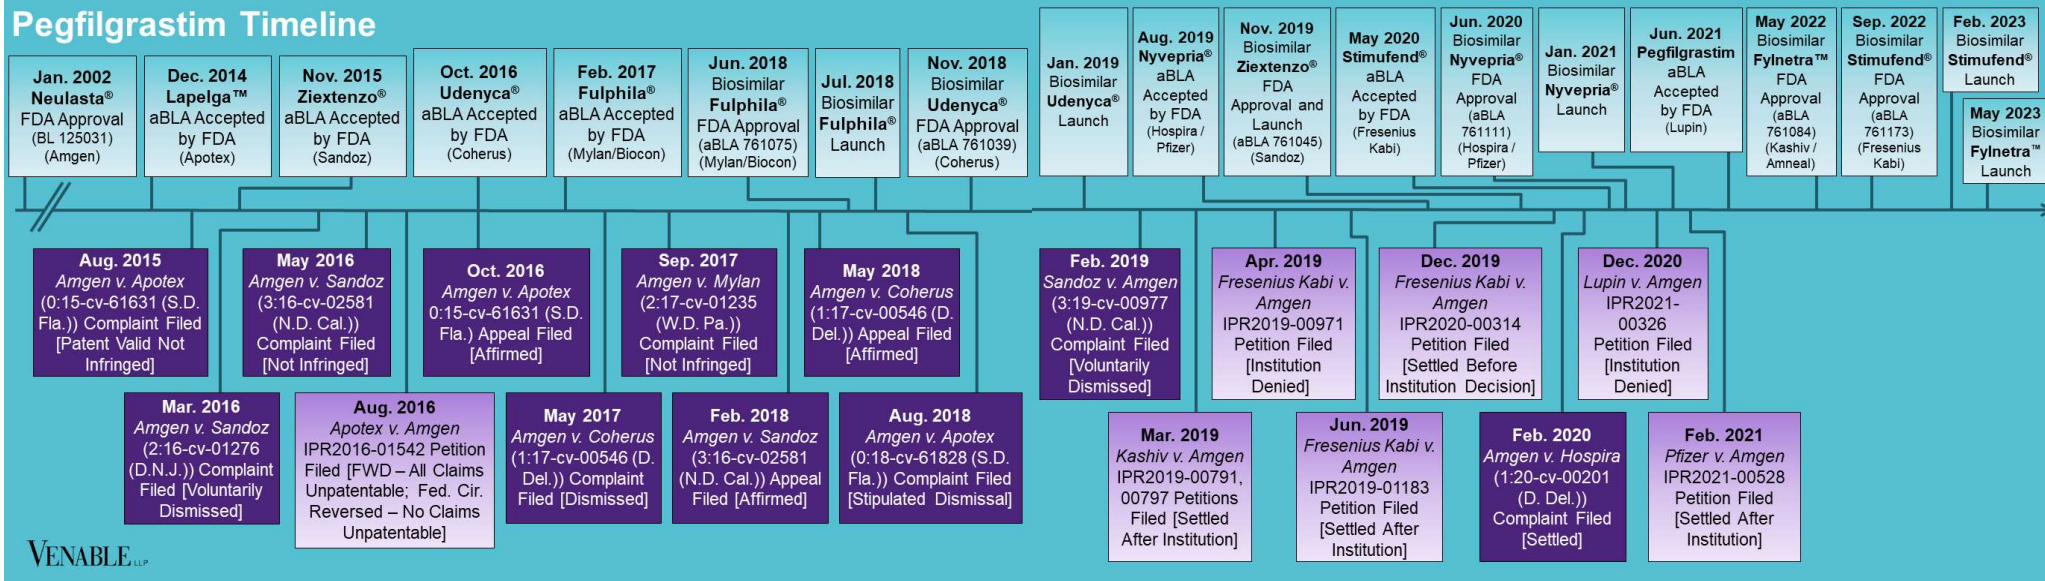 Pegfilgrastim Timeline
Jan. 2002
Neulasta®
FDA Approval
(BL 125031)
(Amgen)
Dec. 2014
Lapelga™
aBLA Accepted
by FDA
(Apotex)
Nov. 2015
Ziextenzo®
aBLA Accepted
by FDA
(Sandoz)
Oct. 2016
Udenyca®
aBLA Accepted
by FDA
(Coherus)
Feb. 2017
Fulphila®
aBLA Accepted
by FDA
(Mylan/Biocon)
Jun. 2018
Biosimilar
Fulphila®
FDA Approval
(aBLA 761075)
(Mylan/Biocon)
Jul. 2018
Biosimilar
Fulphila®
Launch
Nov. 2018
Biosimilar
Udenyca®
FDA Approval
(aBLA 761039)
(Coherus)
Jan. 2019
Biosimilar
Udenyca®
Launch
Aug. 2019
Nyvepria®
aBLA
Accepted
by FDA
(Hospira /
Pfizer)
Nov. 2019
Biosimilar
Ziextenzo®
FDA
Approval and
Launch
(aBLA 761045)
(Sandoz)
May 2020
Stimufend®
aBLA
Accepted
by FDA
(Fresenius
Kabi)
Jun. 2020
Biosimilar
Nyvepria®
FDA
Approval
(aBLA
761111)
(Hospira /
Pfizer)
Jan. 2021
Biosimilar
Nyvepria®
Launch
Jun. 2021
Pegfilgrastim
aBLA
Accepted
by FDA
(Lupin)
May 2022
Biosimilar
Fylnetra™
FDA
Approval
(aBLA
761084)
(Kashiv /
Amneal)
Sep. 2022
Biosimilar
Stimufend®
FDA
Approval
(aBLA
761173)
(Fresenius
Kabi)
Feb. 2023
Biosimilar
Stimufend®
Launch
May 2023
Biosimilar
Fylnetra™
Launch
Aug. 2015
Amgen v. Apotex
(0:15-cv-61631 (S.D.
Fla.)) Complaint Filed
[Patent Valid Not
Infringed]
Mar. 2016
Amgen v. Sandoz
(2:16-cv-01276
(D.N.J.)) Complaint
Filed [Voluntarily
Dismissed]
May 2016
Amgen v. Sandoz
(3:16-cv-02581
(N.D. Cal.))
Complaint Filed
[Not Infringed]
Aug. 2016
Apotex v. Amgen
IPR2016-01542 Petition
Filed [FWD – All Claims
Unpatentable; Fed. Cir.
Reversed – No Claims
Unpatentable]
Oct. 2016
Amgen v. Apotex
0:15-cv-61631 (S.D.
Fla.) Appeal Filed
[Affirmed]
May 2017
Amgen v. Coherus
(1:17-cv-00546 (D.
Del.)) Complaint
Filed [Dismissed]
Sep. 2017
Amgen v. Mylan
(2:17-cv-01235
(W.D. Pa.))
Complaint Filed
[Not Infringed]
Feb. 2018
Amgen v. Sandoz
(3:16-cv-02581
(N.D. Cal.)) Appeal
Filed [Affirmed]
May 2018
Amgen v. Coherus
(1:17-cv-00546 (D.
Del.)) Appeal Filed
[Affirmed]
Aug. 2018
Amgen v. Apotex
(0:18-cv-61828 (S.D.
Fla.)) Complaint Filed
[Stipulated Dismissal]
Feb. 2019
Sandoz v. Amgen
(3:19-cv-00977
(N.D. Cal.))
Complaint Filed
[Voluntarily
Dismissed]
Mar. 2019
Kashiv v. Amgen
IPR2019-00791,
00797 Petitions
Filed [Settled
After Institution]
Apr. 2019
Fresenius Kabi v.
Amgen
IPR2019-00971
Petition Filed
[Institution
Denied]
Jun. 2019
Fresenius Kabi v.
Amgen
IPR2019-01183
Petition Filed
[Settled After
Institution]
Dec. 2019
Fresenius Kabi v.
Amgen
IPR2020-00314
Petition Filed
[Settled Before
Institution Decision]
Feb. 2020
Amgen v. Hospira
(1:20-cv-00201
(D. Del.))
Complaint Filed
[Settled]
Dec. 2020
Lupin v. Amgen
IPR2021-
00326
Petition Filed
[Institution
Denied]
Feb. 2021
Pfizer v. Amgen
IPR2021-00528
Petition Filed
[Settled After
Institution]
VENABLE LLP